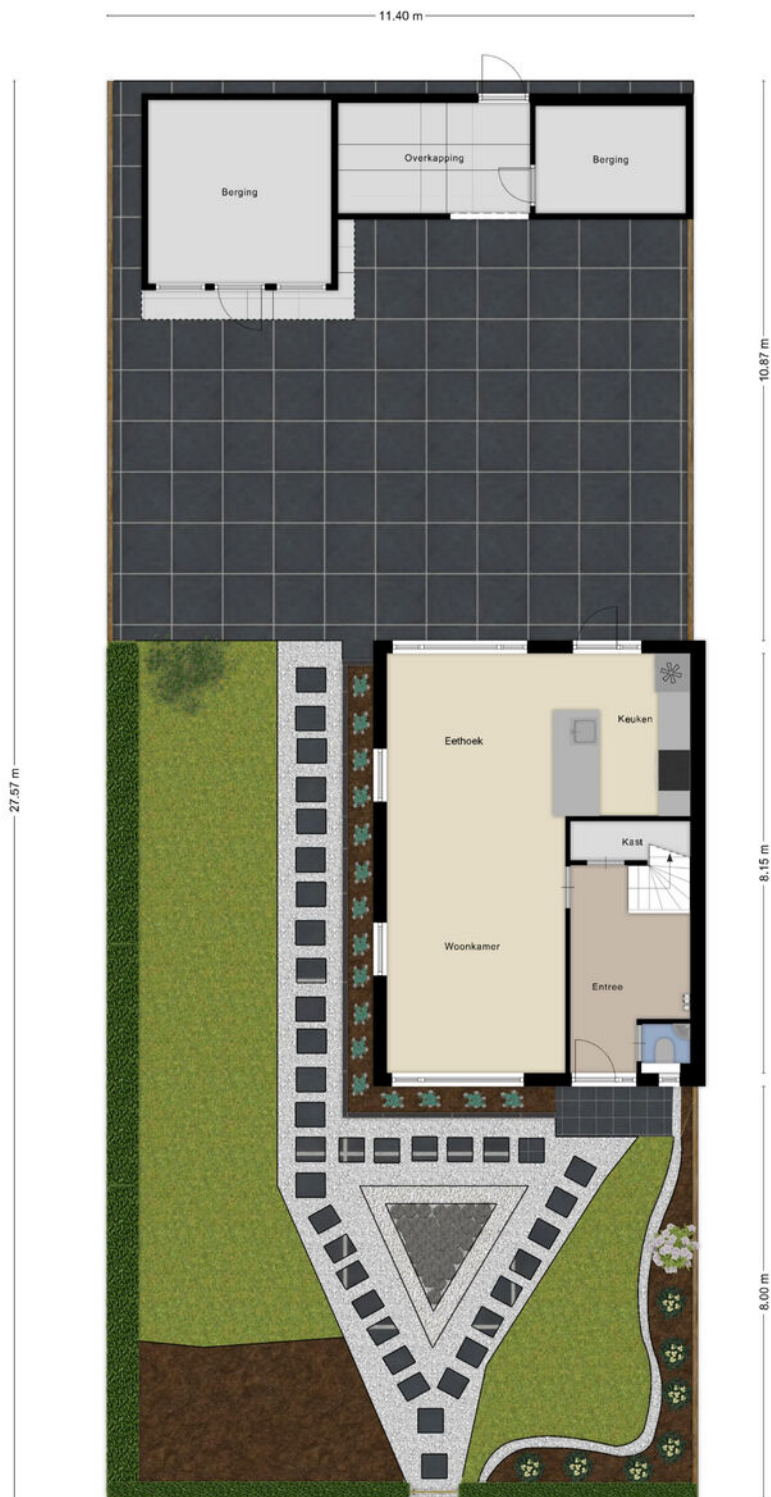 11.40 m
Berging
Overkapping
Berging
10.87 m
27.57 m
Eethoek
Keuken
Kast
8.15 m
Woonkamer
Entree
8.00 m